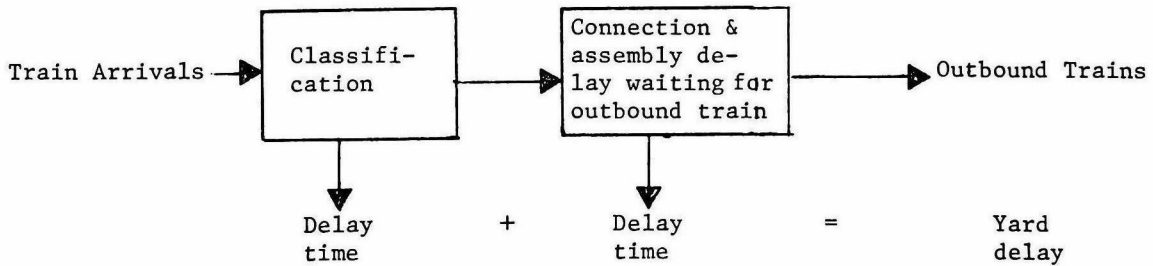 Train Arrivals
Classifi-
cation
Connection &
assembly de-
lay waiting for
outbound train
Outbound Trains
Delay + Delay = Yard
time time delay